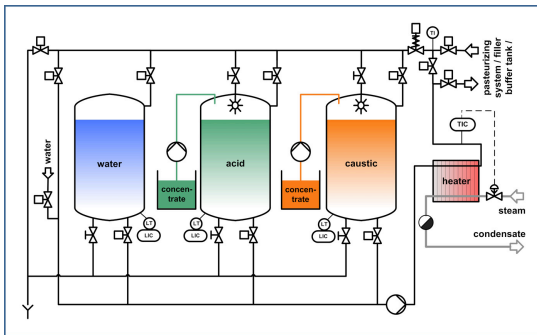 TI
pasteurizing
system / filler
buffer tank /
water
water
acid
caustic
concen-
trate
concen-
trate
TIC
heater
steam
condensate
LT
LIC
LT
LIC
LT
LIC